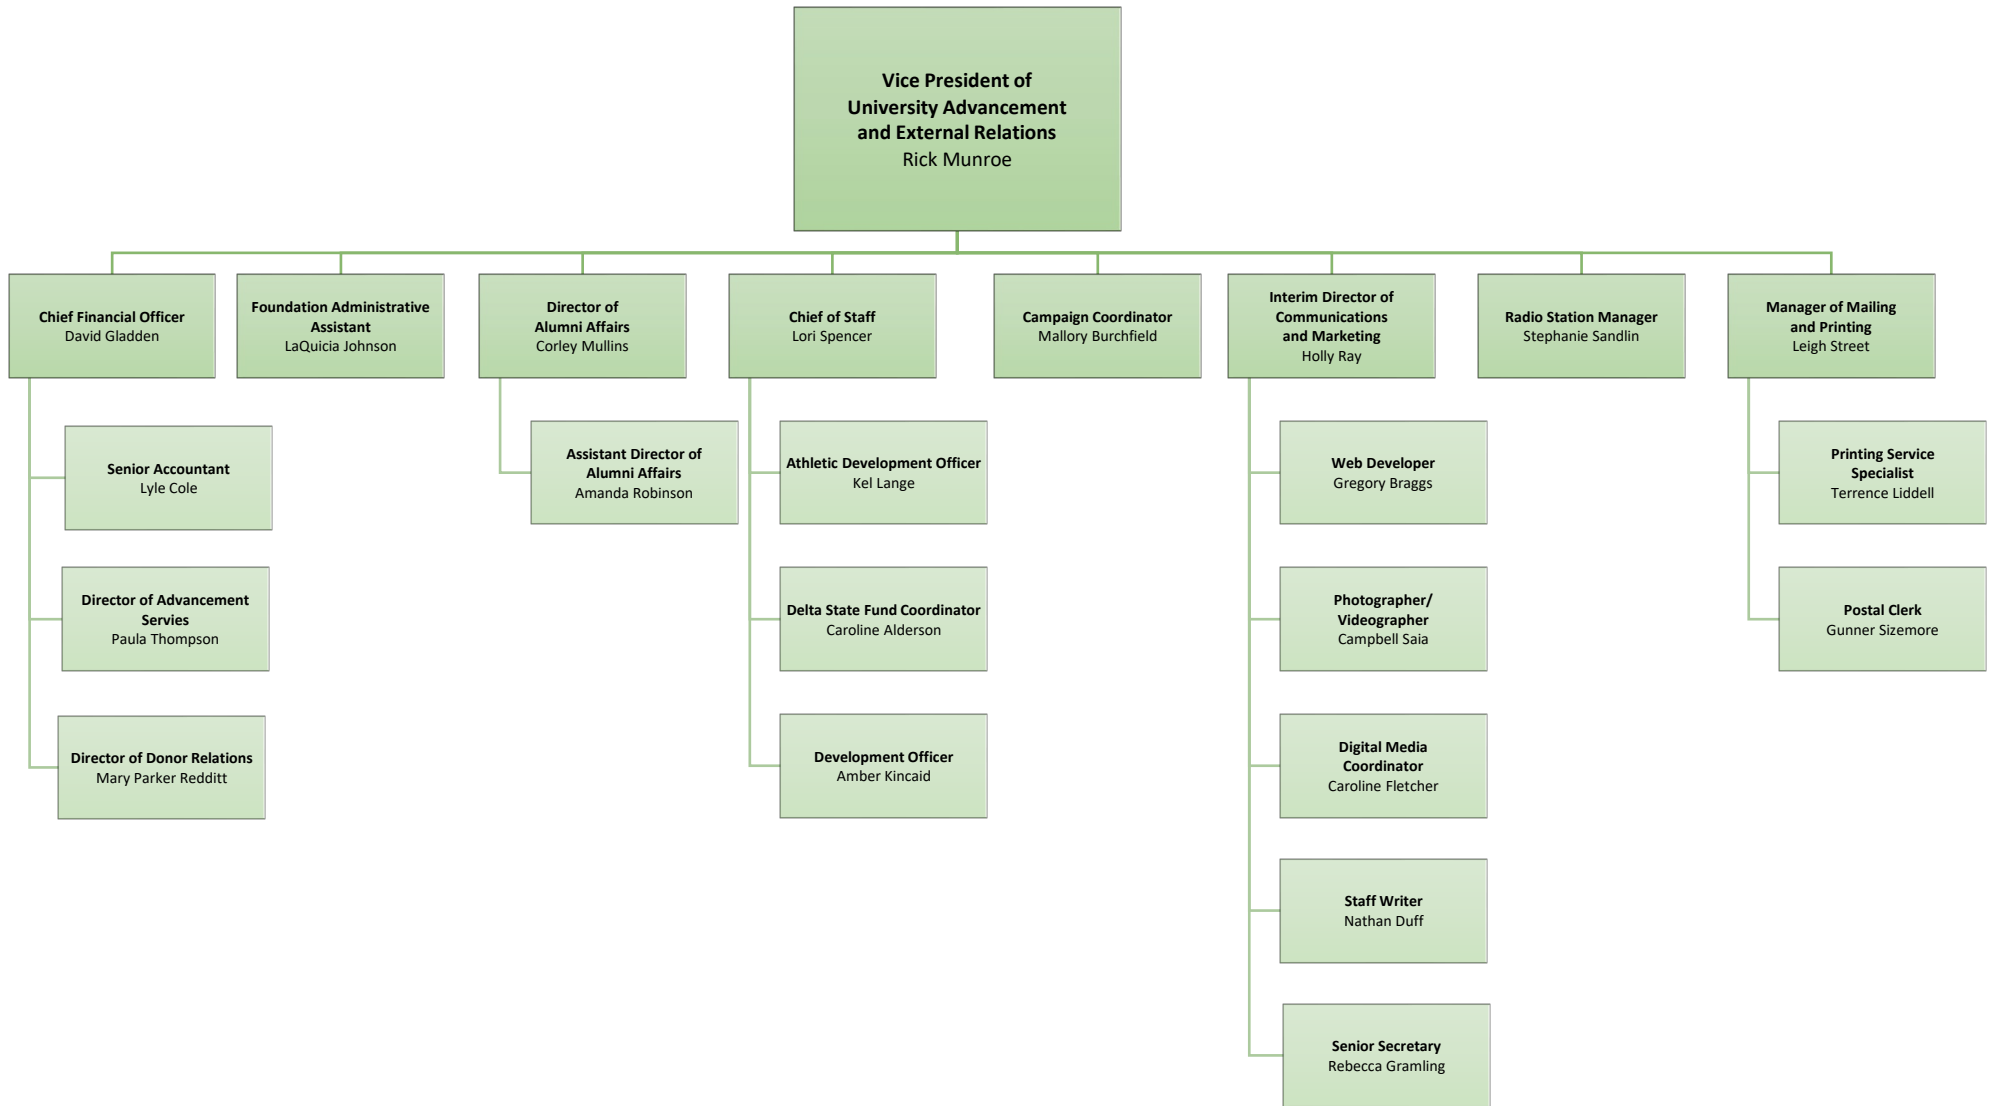 Vice President of
University Advancement
and External Relations
Rick Munroe
Chief Financial Officer
David Gladden
Foundation Administrative
Assistant
LaQuicia Johnson
Director of
Alumni Affairs
Corley Mullins
Chief of Staff
Lori Spencer
Campaign Coordinator
Mallory Burchfield
Interim Director of
Communications
and Marketing
Holly Ray
Radio Station Manager
Stephanie Sandlin
Manager of Mailing
and Printing
Leigh Street
Senior Accountant
Lyle Cole
Director of Advancement
Servies
Paula Thompson
Director of Donor Relations
Mary Parker Redditt
Assistant Director of
Alumni Affairs
Amanda Robinson
Athletic Development Officer
Kel Lange
Delta State Fund Coordinator
Caroline Alderson
Development Officer
Amber Kincaid
Web Developer
Gregory Braggs
Photographer/
Videographer
Campbell Saia
Digital Media
Coordinator
Caroline Fletcher
Staff Writer
Nathan Duff
Senior Secretary
Rebecca Gramling
Printing Service
Specialist
Terrence Liddell
Postal Clerk
Gunner Sizemore